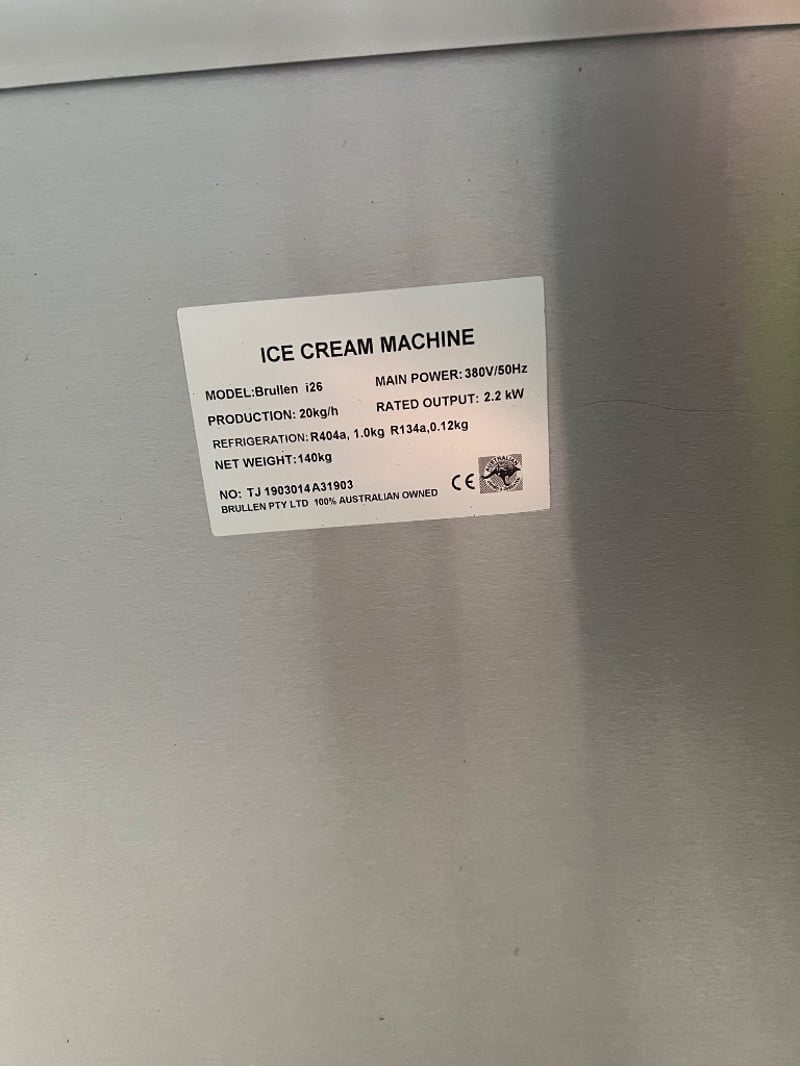 ICE CREAM MACHINE
MODEL:Brullen i26 MAIN POWER: 380V/50Hz
PRODUCTION: 20kg/h RATED OUTPUT: 2.2 kW
REFRIGERATION: R404a, 1.0kg R134a,0.12kg
NET WEIGHT:140kg
NO: TJ 1903014A31903
BRULLEN PTY LTD 100% AUSTRALIAN OWNED
CE
AUSTRALIAN